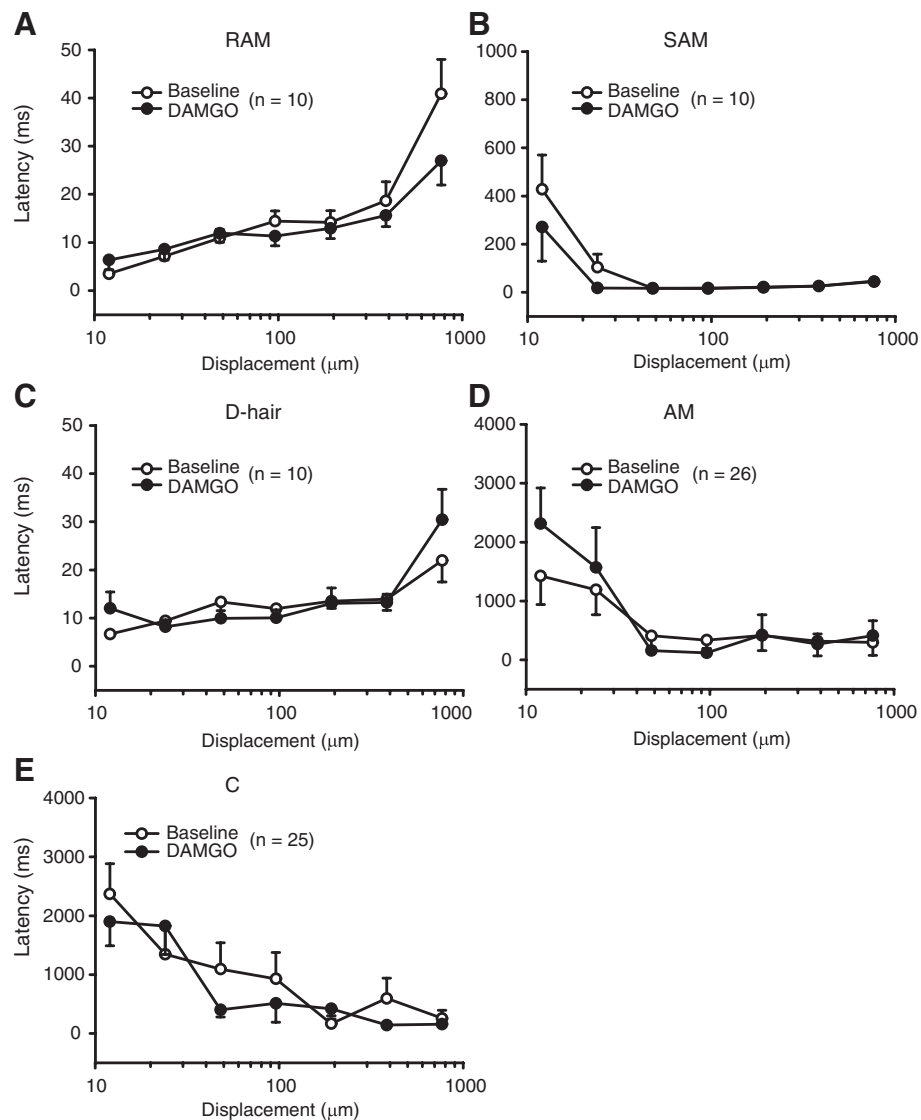 A
RAM
50
40
30
20
10
0
Latency (ms)
Baseline
DAMGO
(n = 10)
10
100
1000
Displacement (μm)
B
SAM
1000
800
600
400
200
0
Baseline
DAMGO
(n = 10)
10
100
1000
Displacement (μm)
C
D-hair
50
40
30
20
10
0
Latency (ms)
Baseline
DAMGO
(n = 10)
10
100
1000
Displacement (μm)
D
AM
4000
3000
2000
1000
0
Baseline
DAMGO
(n = 26)
10
100
1000
Displacement (μm)
E
C
4000
3000
2000
1000
0
Latency (ms)
Baseline
DAMGO
(n = 25)
10
100
1000
Displacement (μm)